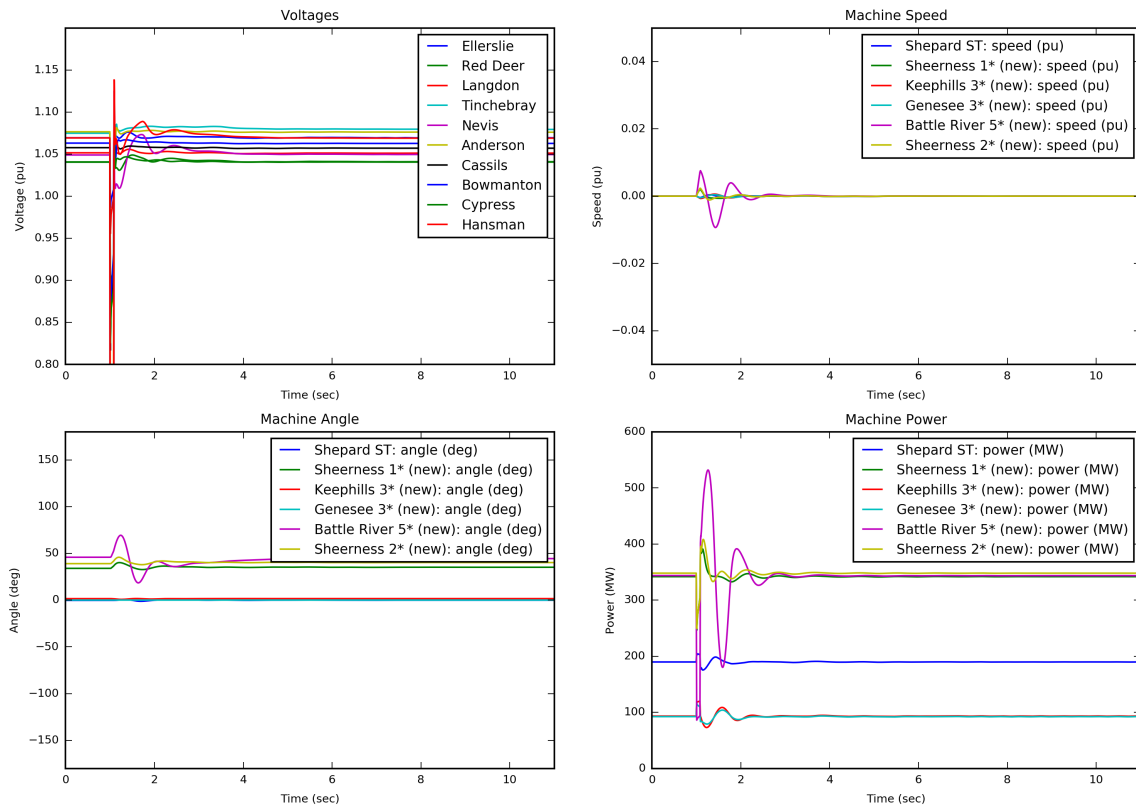 Voltages
1.15
1.10
1.05
1.00
0.95
0.90
0.85
0.80
Voltage (pu)
0 2 4 6 8 10
Time (sec)
Ellerslie
Red Deer
Langdon
Tinchebray
Nevis
Anderson
Cassils
Bowmanton
Cypress
Hansman
Machine Speed
0.04
0.02
0.00
−0.02
−0.04
Speed (pu)
0 2 4 6 8 10
Time (sec)
Shepard ST: speed (pu)
Sheerness 1* (new): speed (pu)
Keephills 3* (new): speed (pu)
Genesee 3* (new): speed (pu)
Battle River 5* (new): speed (pu)
Sheerness 2* (new): speed (pu)
Machine Angle
150
100
50
0
−50
−100
−150
Angle (deg)
0 2 4 6 8 10
Time (sec)
Shepard ST: angle (deg)
Sheerness 1* (new): angle (deg)
Keephills 3* (new): angle (deg)
Genesee 3* (new): angle (deg)
Battle River 5* (new): angle (deg)
Sheerness 2* (new): angle (deg)
Machine Power
600
500
400
300
200
100
0
Power (MW)
0 2 4 6 8 10
Time (sec)
Shepard ST: power (MW)
Sheerness 1* (new): power (MW)
Keephills 3* (new): power (MW)
Genesee 3* (new): power (MW)
Battle River 5* (new): power (MW)
Sheerness 2* (new): power (MW)